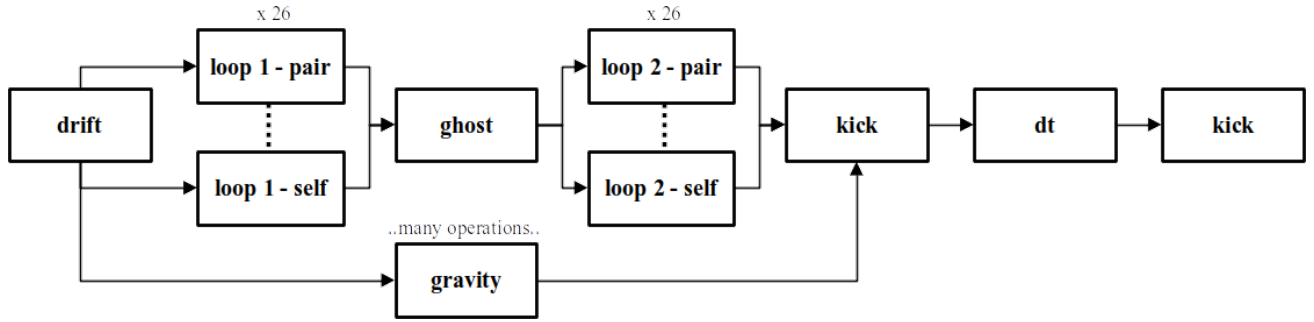 x 26
x 26
loop 1 - pair
loop 2 - pair
drift
ghost
kick
dt
kick
loop 1 - self
loop 2 - self
..many operations..
gravity